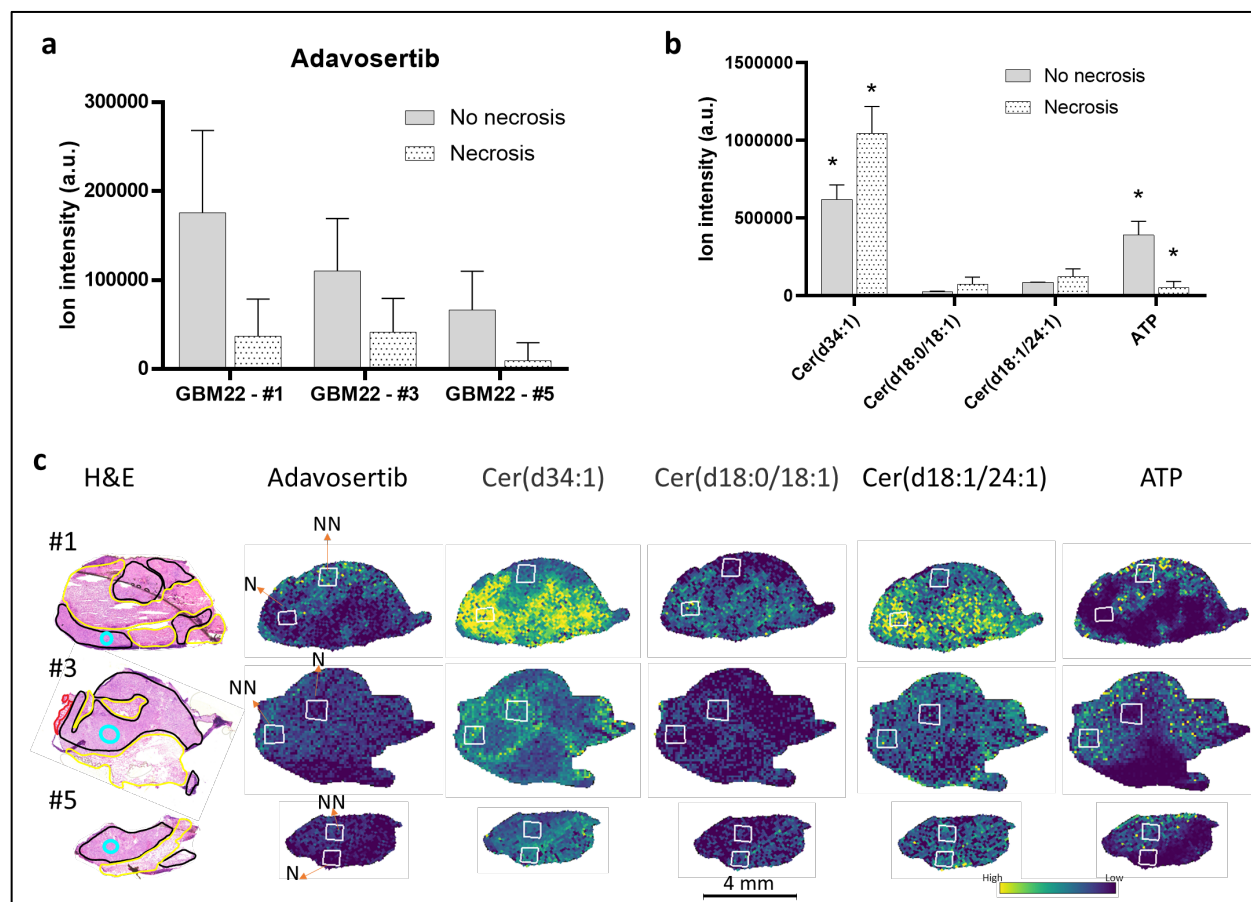 a
Adavosertib
Ion intensity (a.u.)
300000
200000
100000
0
No necrosis
Necrosis
GBM22 - #1
GBM22 - #3
GBM22 - #5
b
Ion intensity (a.u.)
1500000
1000000
500000
0
No necrosis
Necrosis
*
*
*
*
Cer(d34:1)
Cer(d18:0/18:1)
Cer(d18:1/24:1)
ATP
c
H&E
Adavosertib
Cer(d34:1)
Cer(d18:0/18:1)
Cer(d18:1/24:1)
ATP
#1
NN
N
#3
N
NN
#5
NN
N
4 mm
High
Low